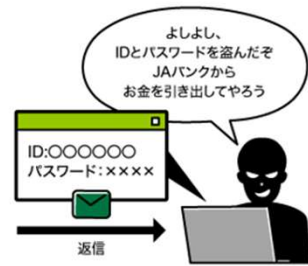 よしよし、
IDとパスワードを盗んだぞ
JAバンクから
お金を引き出してやろう
ID:○○○○○○
パスワード:××××
返信